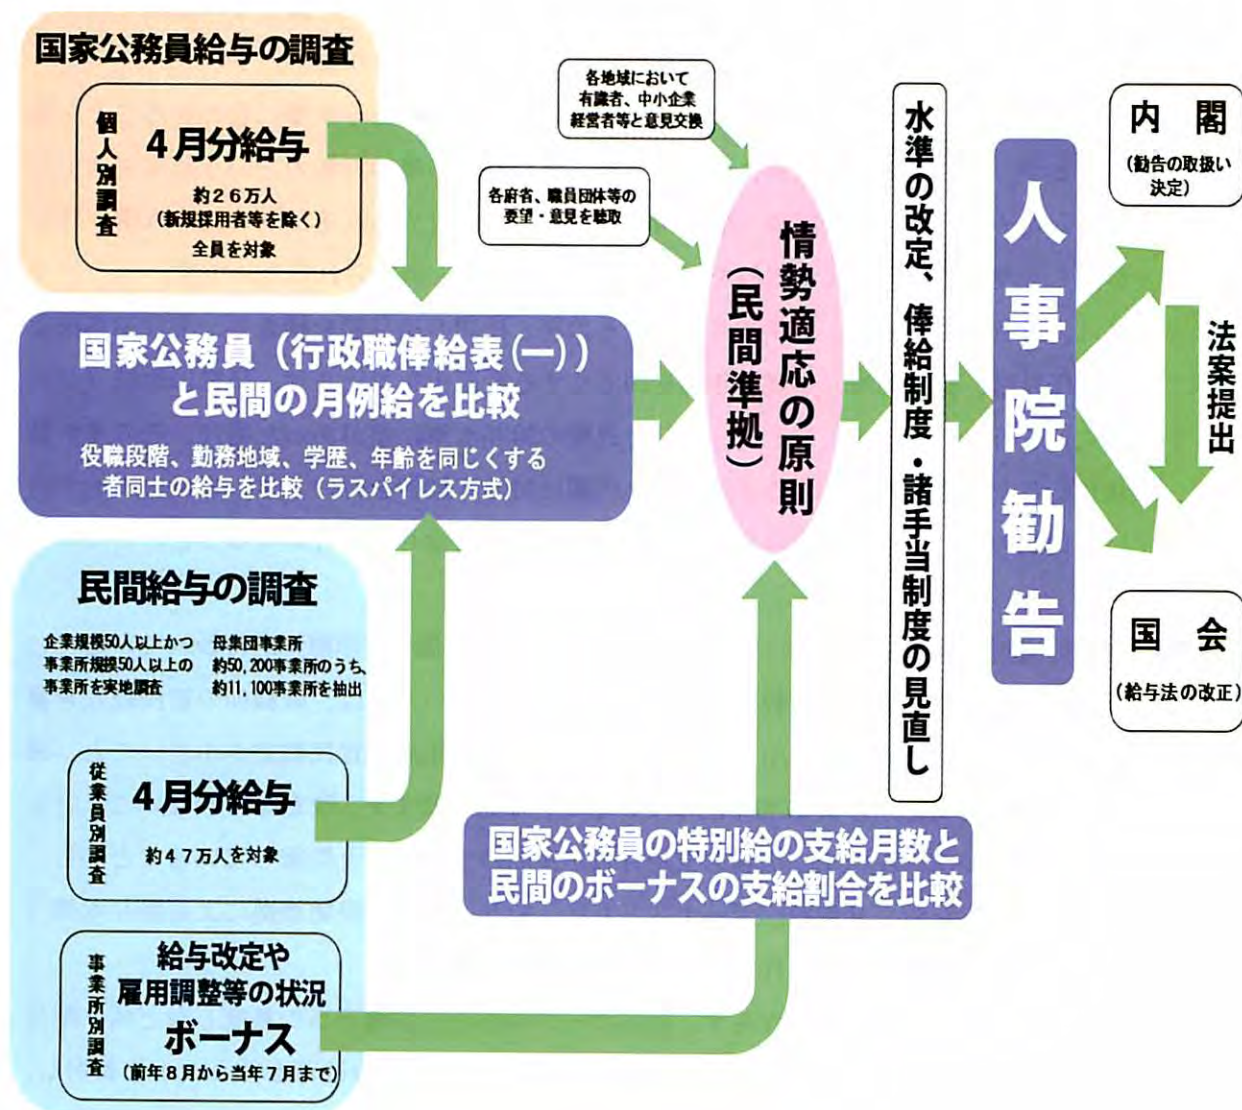 国家公務員給与の調査
個人別調査
4月分給与
約26万人
(新規採用者等を除く)
全員を対象
国家公務員(行政職俸給表(一))
と民間の月例給を比較
役職段階、勤務地域、学歴、年齢を同じくする
者同士の給与を比較(ラスパイレス方式)
民間給与の調査
企業規模50人以上かつ
事業所規模50人以上の
事業所を実地調査
母集団事業所
約50,200事業所のうち、
約11,100事業所を抽出
従業員別調査
4月分給与
約47万人を対象
事業所別調査
給与改定や
雇用調整等の状況
ボーナス
(前年8月から当年7月まで)
各地域において
有識者、中小企業
経営者等と意見交換
各府省、職員団体等の
要望・意見を聴取
情勢適応の原則
(民間準拠)
国家公務員の特別給の支給月数と
民間のボーナスの支給割合を比較
水準の改定、俸給制度・諸手当制度の見直し
人事院勧告
内閣
(勧告の取扱い
決定)
法案提出
国会
(給与法の改正)